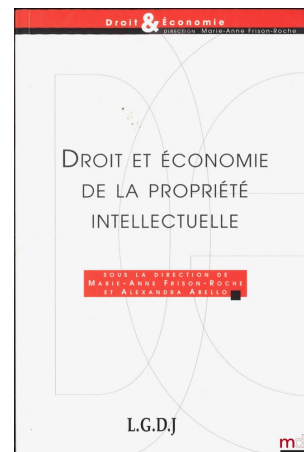 Droit & Économie
DIRECTION Marie-Anne Frison-Roche
DROIT ET ÉCONOMIE
DE LA PROPRIÉTÉ
INTELLECTUELLE
SOUS LA DIRECTION DE
MARIE-ANNE FRISON-ROCHE
ET ALEXANDRA ABELLO
L.G.D.J